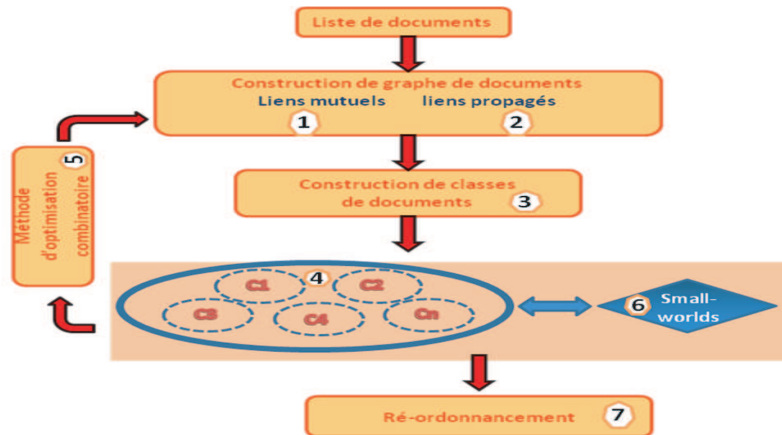 Liste de documents
Construction de graphe de documents
Liens mutuels liens propagés
1 2
Construction de classes
de documents 3
5
Méthode
d'optimisation
combinatoire
4
C1 C2
C3 C4 Cn
6 Small-
worlds
Ré-ordonnancement 7